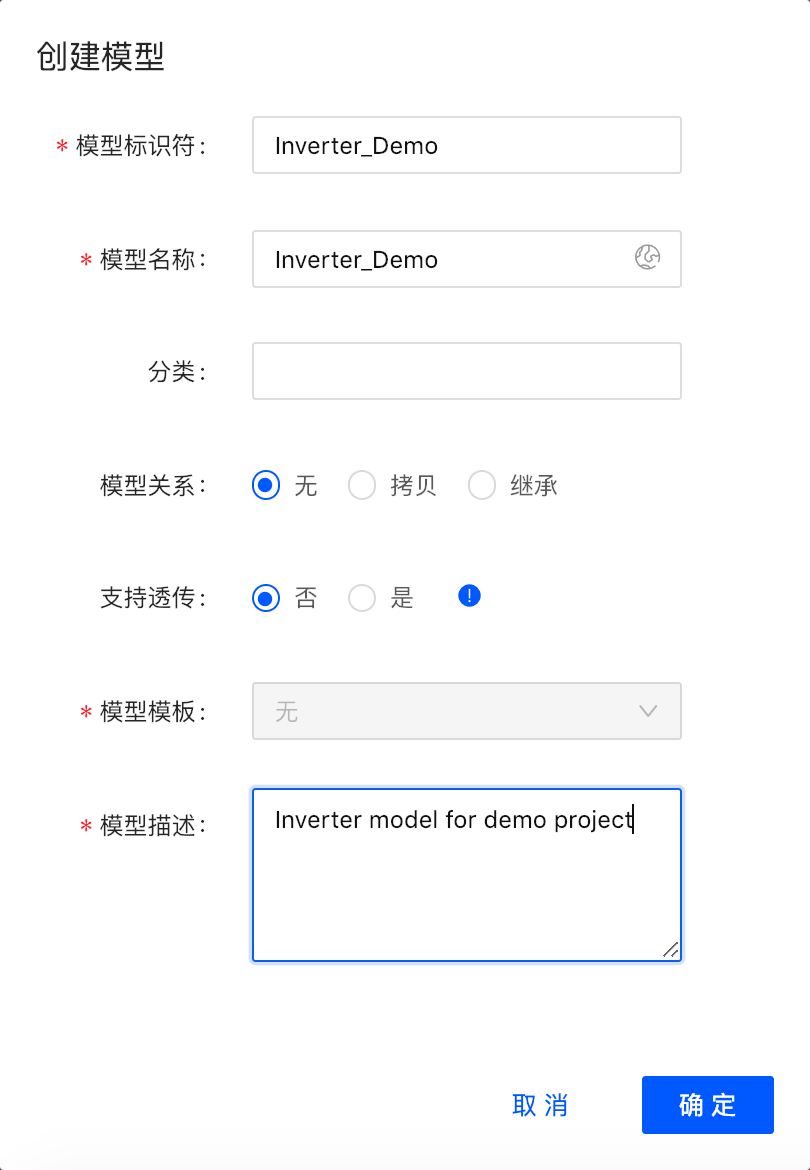 创建模型
* 模型标识符: Inverter_Demo
* 模型名称: Inverter_Demo
分类:
模型关系: 无 拷贝 继承
支持透传: 否 是 !
* 模型模板: 无
* 模型描述: Inverter model for demo project
取 消 确 定